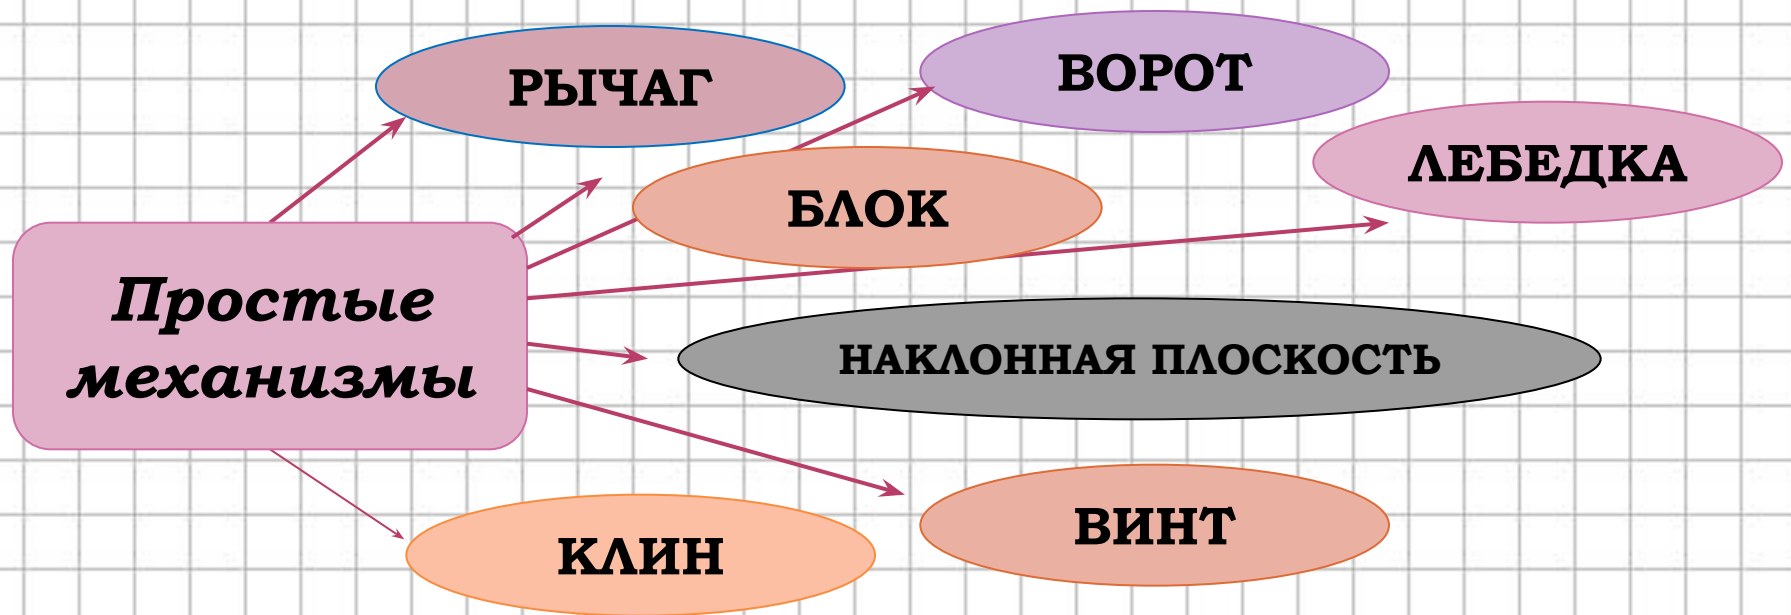 РЫЧАГ
ВОРОТ
ЛЕБЕДКА
БЛОК
Простые
механизмы
НАКЛОННАЯ ПЛОСКОСТЬ
ВИНТ
КЛИН